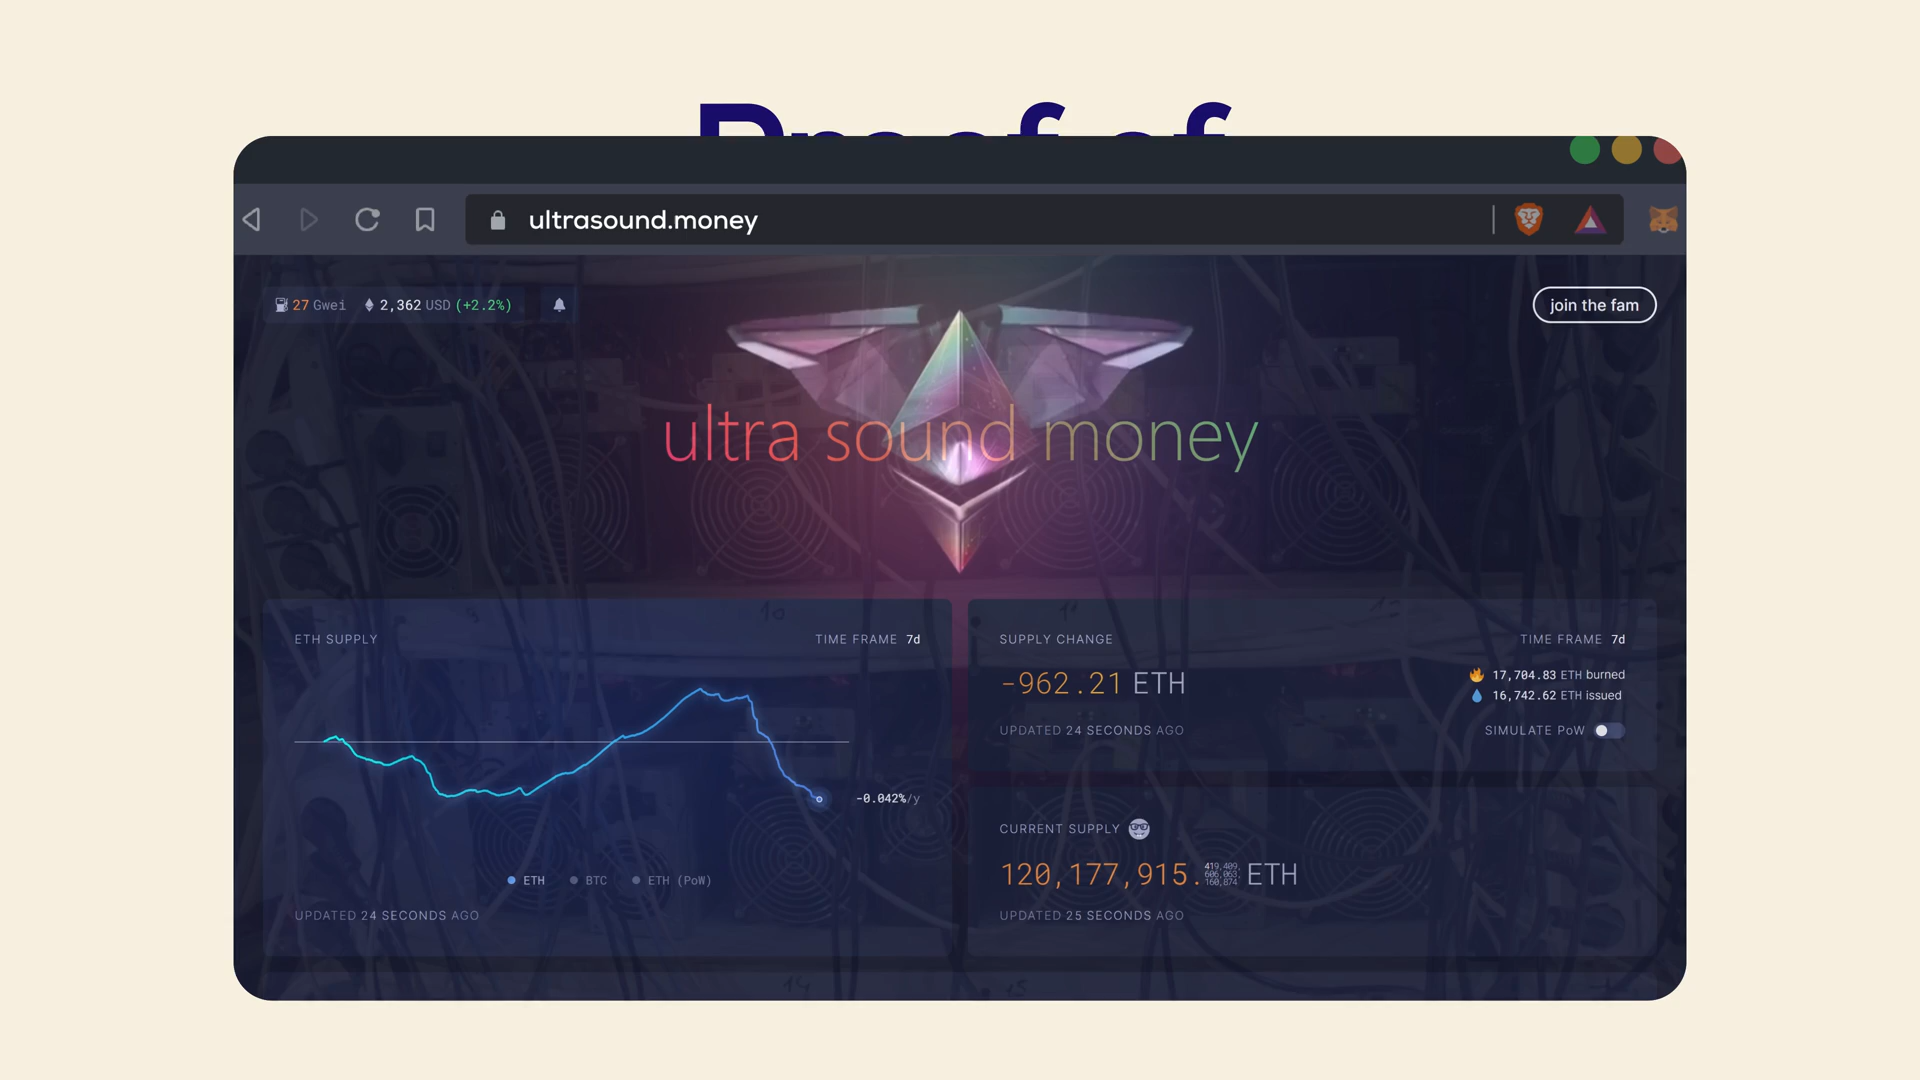 Proof of
ultrasound.money
27 Gwei 2,362 USD (+2.2%)
join the fam
ultra sound money
ETH SUPPLY
TIME FRAME 7d
-0.042%/y
ETH BTC ETH (PoW)
UPDATED 24 SECONDS AGO
SUPPLY CHANGE
TIME FRAME 7d
-962.21 ETH
17,704.83 ETH burned
16,742.62 ETH issued
UPDATED 24 SECONDS AGO
SIMULATE PoW
CURRENT SUPPLY
120,177,915. ETH
UPDATED 25 SECONDS AGO